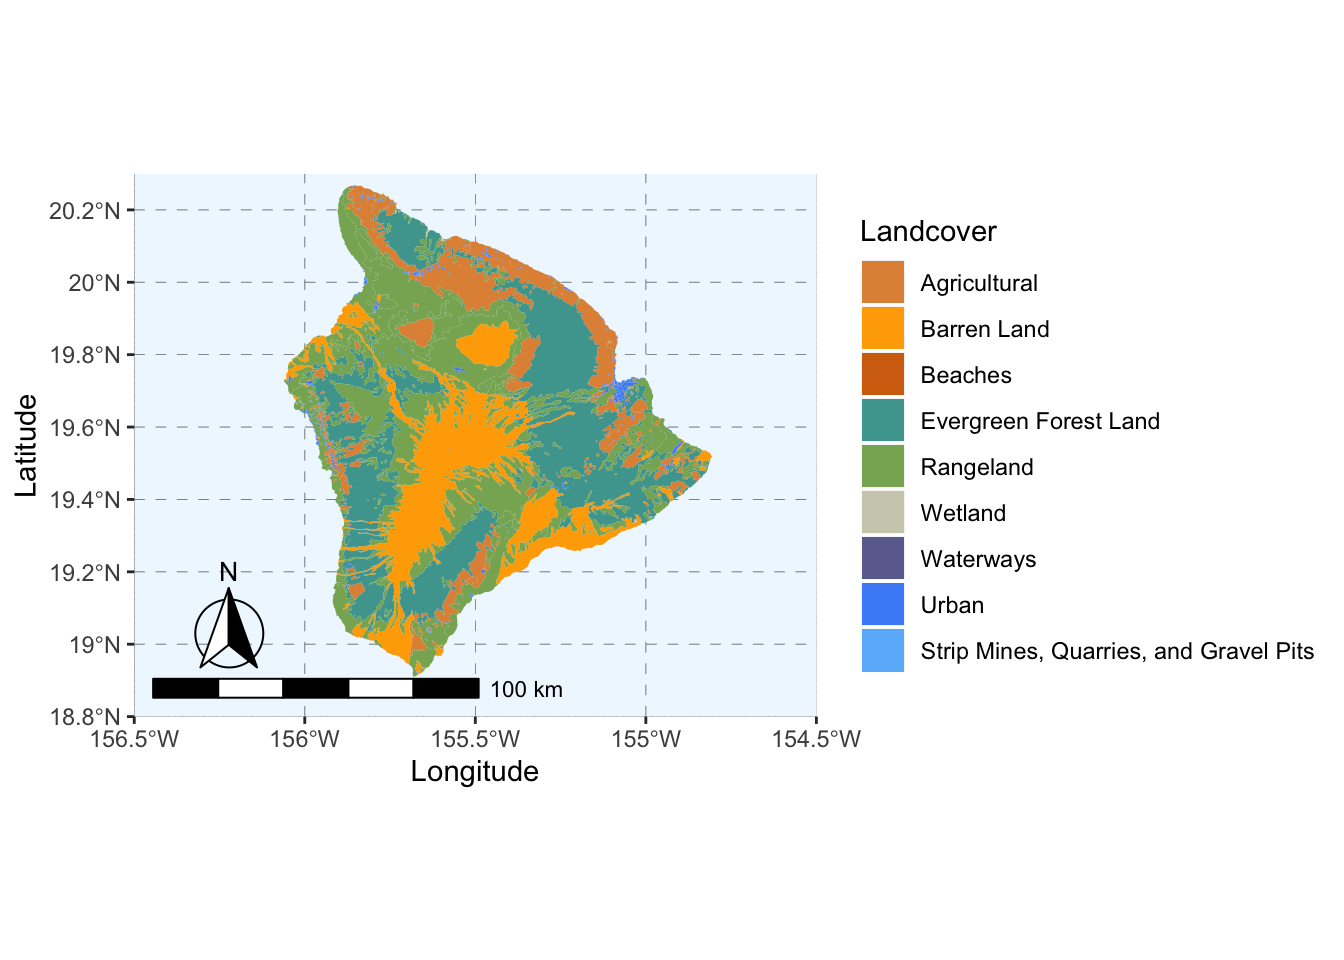 20.2°N
20°N
19.8°N
19.6°N
19.4°N
19.2°N
19°N
18.8°N
Latitude
N
100 km
156.5°W
156°W
155.5°W
155°W
154.5°W
Longitude
Landcover
Agricultural
Barren Land
Beaches
Evergreen Forest Land
Rangeland
Wetland
Waterways
Urban
Strip Mines, Quarries, and Gravel Pits